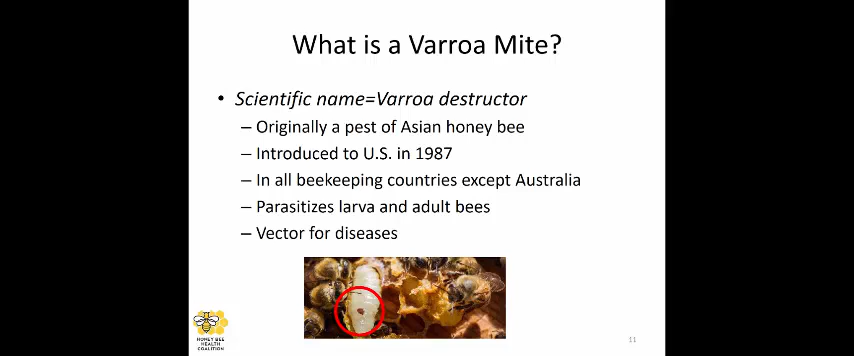 What is a Varroa Mite?
• Scientific name=Varroa destructor
– Originally a pest of Asian honey bee
– Introduced to U.S. in 1987
– In all beekeeping countries except Australia
– Parasitizes larva and adult bees
– Vector for diseases
HONEY BEE
HEALTH
COALITION
11